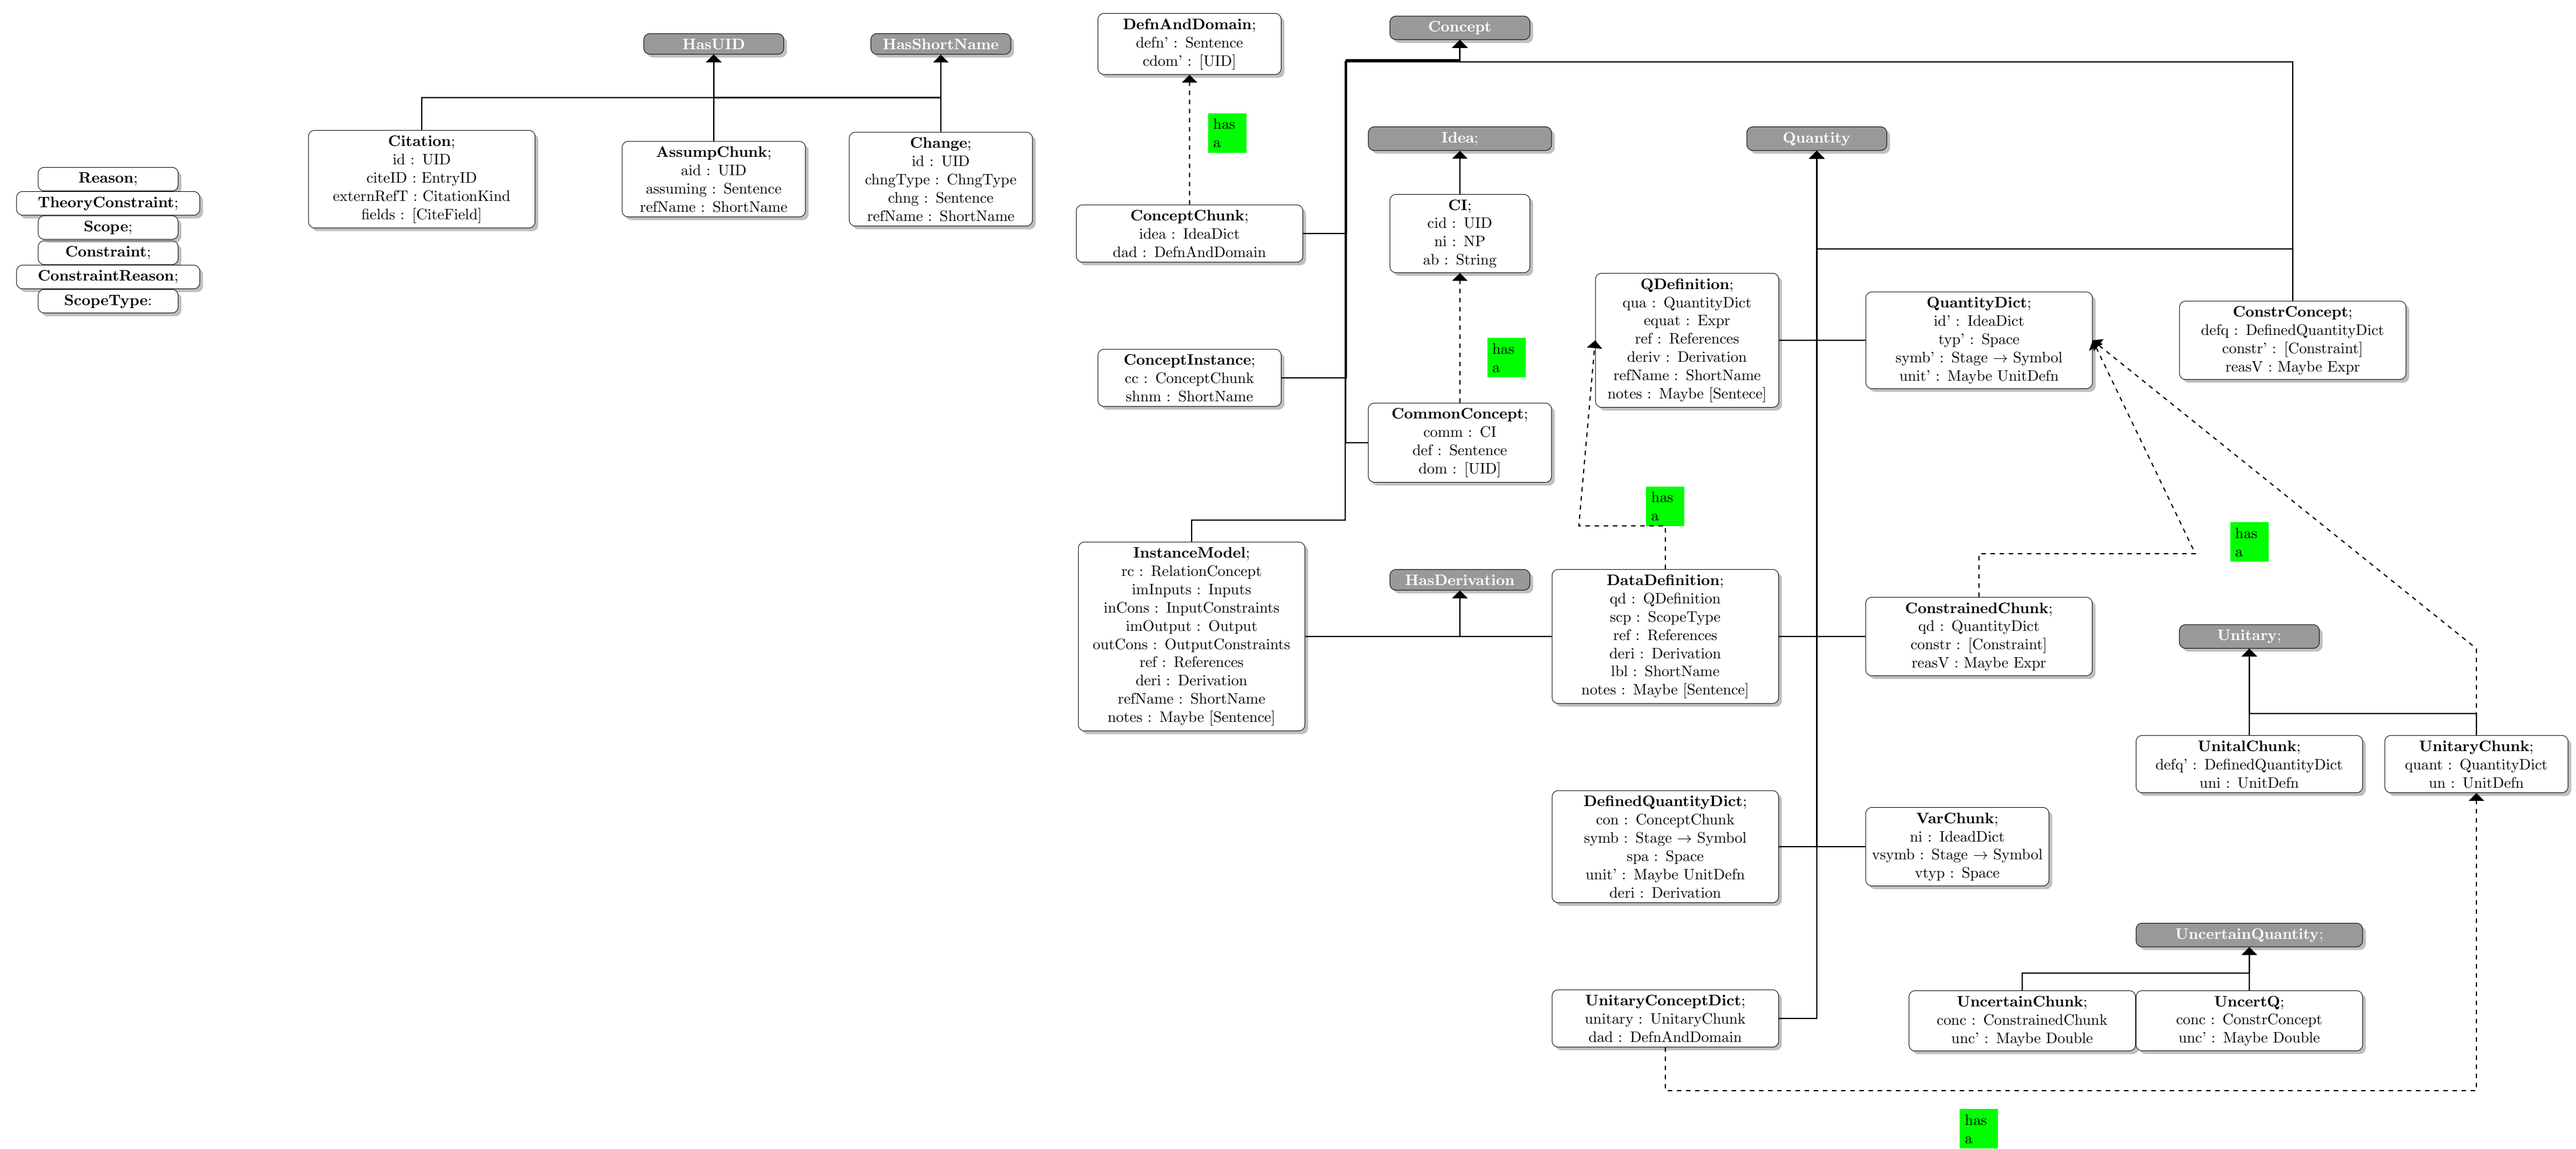 Reason;
TheoryConstraint;
Scope;
Constraint;
ConstraintReason;
ScopeType:
HasUID
HasShortName
Citation;
id : UID
citeID : EntryID
externRefT : CitationKind
fields : [CiteField]
AssumpChunk;
aid : UID
assuming : Sentence
refName : ShortName
Change;
id : UID
chngType : ChngType
chng : Sentence
refName : ShortName
DefnAndDomain;
defn' : Sentence
cdom' : [UID]
has
a
ConceptChunk;
idea : IdeaDict
dad : DefnAndDomain
ConceptInstance;
cc : ConceptChunk
shnm : ShortName
InstanceModel;
rc : RelationConcept
imInputs : Inputs
inCons : InputConstraints
imOutput : Output
outCons : OutputConstraints
ref : References
deri : Derivation
refName : ShortName
notes : Maybe [Sentence]
Concept
Idea;
CI;
cid : UID
ni : NP
ab : String
has
a
CommonConcept;
comm : CI
def : Sentence
dom : [UID]
HasDerivation
Quantity
QDefinition;
qua : QuantityDict
equat : Expr
ref : References
deriv : Derivation
refName : ShortName
notes : Maybe [Sentece]
has
a
DataDefinition;
qd : QDefinition
scp : ScopeType
ref : References
deri : Derivation
lbl : ShortName
notes : Maybe [Sentence]
DefinedQuantityDict;
con : ConceptChunk
symb : Stage → Symbol
spa : Space
unit' : Maybe UnitDefn
deri : Derivation
UnitaryConceptDict;
unitary : UnitaryChunk
dad : DefnAndDomain
QuantityDict;
id' : IdeaDict
typ' : Space
symb' : Stage → Symbol
unit' : Maybe UnitDefn
ConstrConcept;
defq : DefinedQuantityDict
constr' : [Constraint]
reasV : Maybe Expr
has
a
ConstrainedChunk;
qd : QuantityDict
constr : [Constraint]
reasV : Maybe Expr
Unitary;
UnitalChunk;
defq' : DefinedQuantityDict
uni : UnitDefn
UnitaryChunk;
quant : QuantityDict
un : UnitDefn
VarChunk;
ni : IdeadDict
vsymb : Stage → Symbol
vtyp : Space
UncertainQuantity;
UncertainChunk;
conc : ConstrainedChunk
unc' : Maybe Double
UncertQ;
conc : ConstrConcept
unc' : Maybe Double
has
a